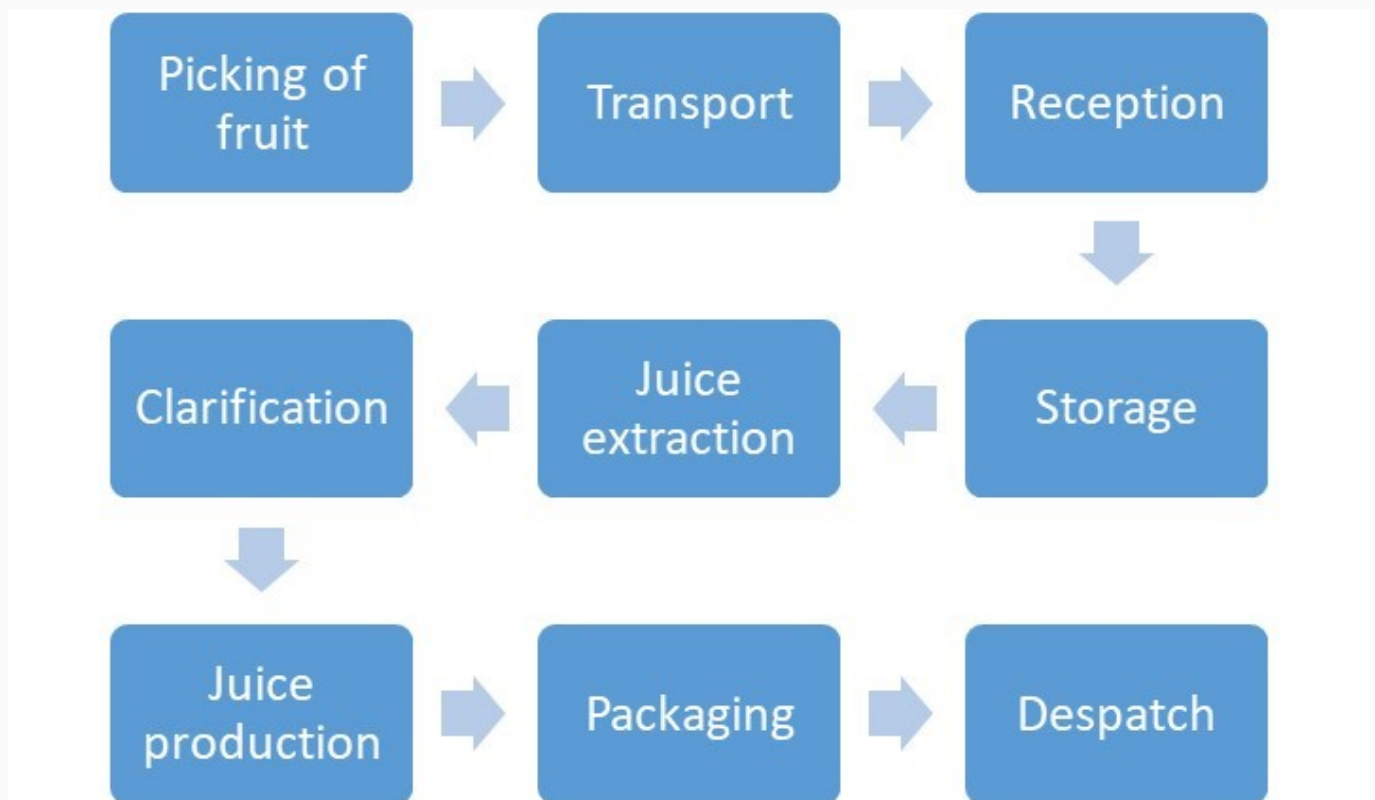 Picking of
fruit
Transport
Reception
Storage
Juice
extraction
Clarification
Juice
production
Packaging
Despatch